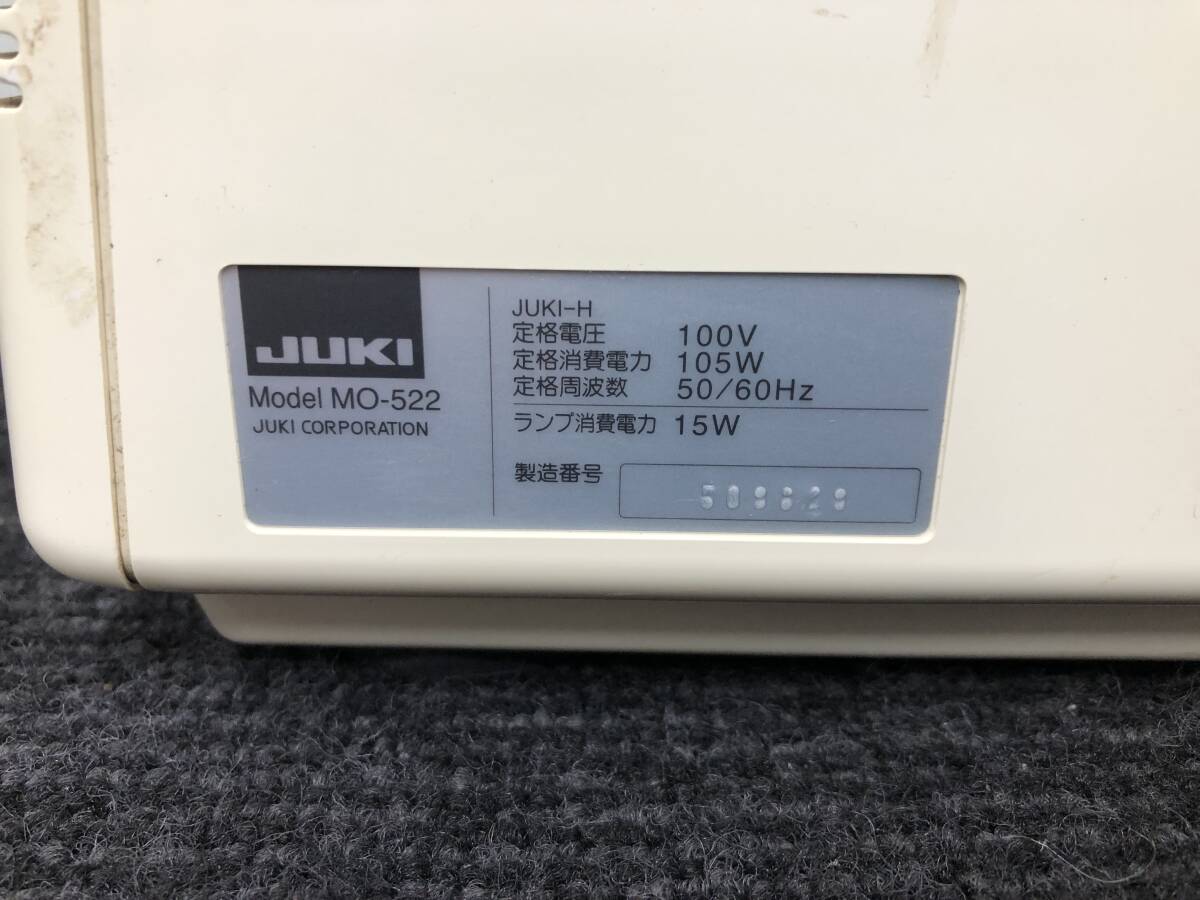 JUKI
Model MO-522
JUKI CORPORATION
JUKI-H
定格電圧 100V
定格消費電力 105W
定格周波数 50/60Hz
ランプ消費電力 15W
製造番号